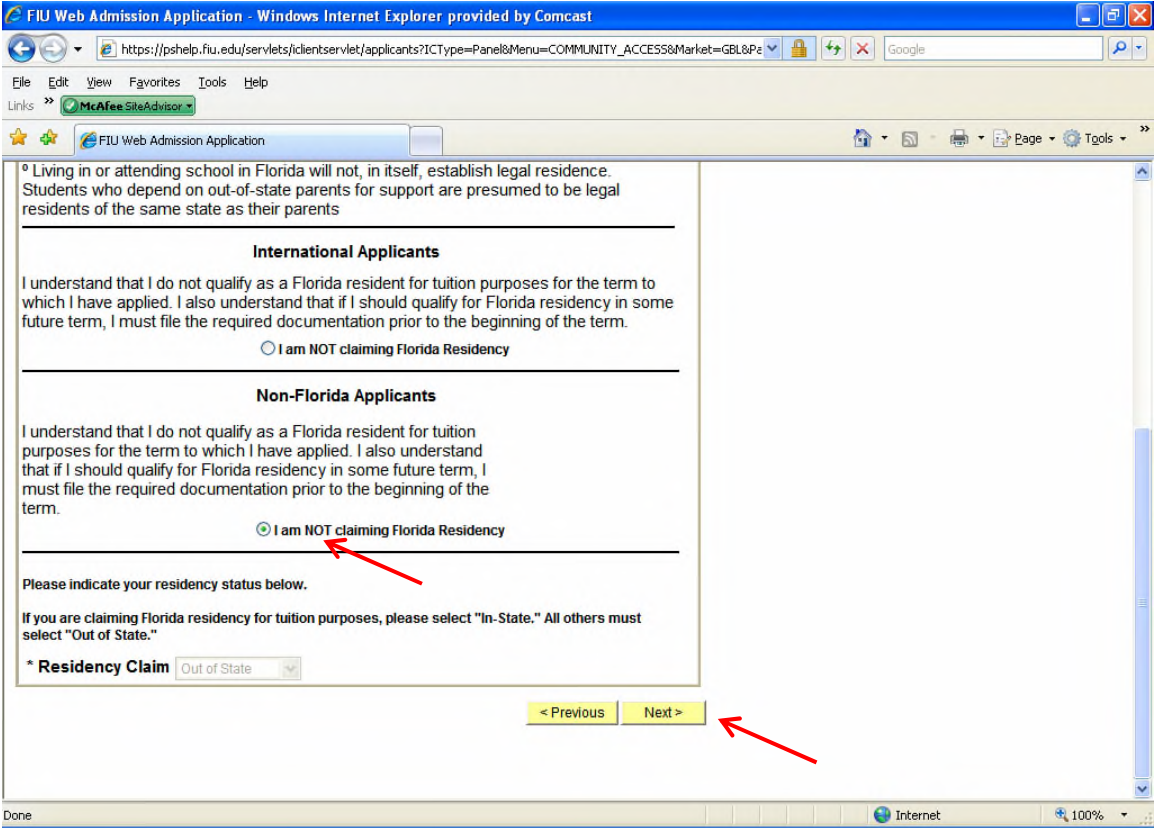 FIU Web Admission Application - Windows Internet Explorer provided by Comcast
https://pshelp.fiu.edu/servlets/iclientservlet/applicants?ICType=Panel&Menu=COMMUNITY_ACCESS&Market=GBL&Pa
Google
File Edit View Favorites Tools Help
Links » McAfee SiteAdvisor
FIU Web Admission Application
Page Tools »
º Living in or attending school in Florida will not, in itself, establish legal residence.
Students who depend on out-of-state parents for support are presumed to be legal
residents of the same state as their parents
International Applicants
I understand that I do not qualify as a Florida resident for tuition purposes for the term to
which I have applied. I also understand that if I should qualify for Florida residency in some
future term, I must file the required documentation prior to the beginning of the term.
I am NOT claiming Florida Residency
Non-Florida Applicants
I understand that I do not qualify as a Florida resident for tuition
purposes for the term to which I have applied. I also understand
that if I should qualify for Florida residency in some future term, I
must file the required documentation prior to the beginning of the
term.
I am NOT claiming Florida Residency
Please indicate your residency status below.
If you are claiming Florida residency for tuition purposes, please select "In-State." All others must
select "Out of State."
* Residency Claim Out of State
< Previous Next >
Done Internet 100%